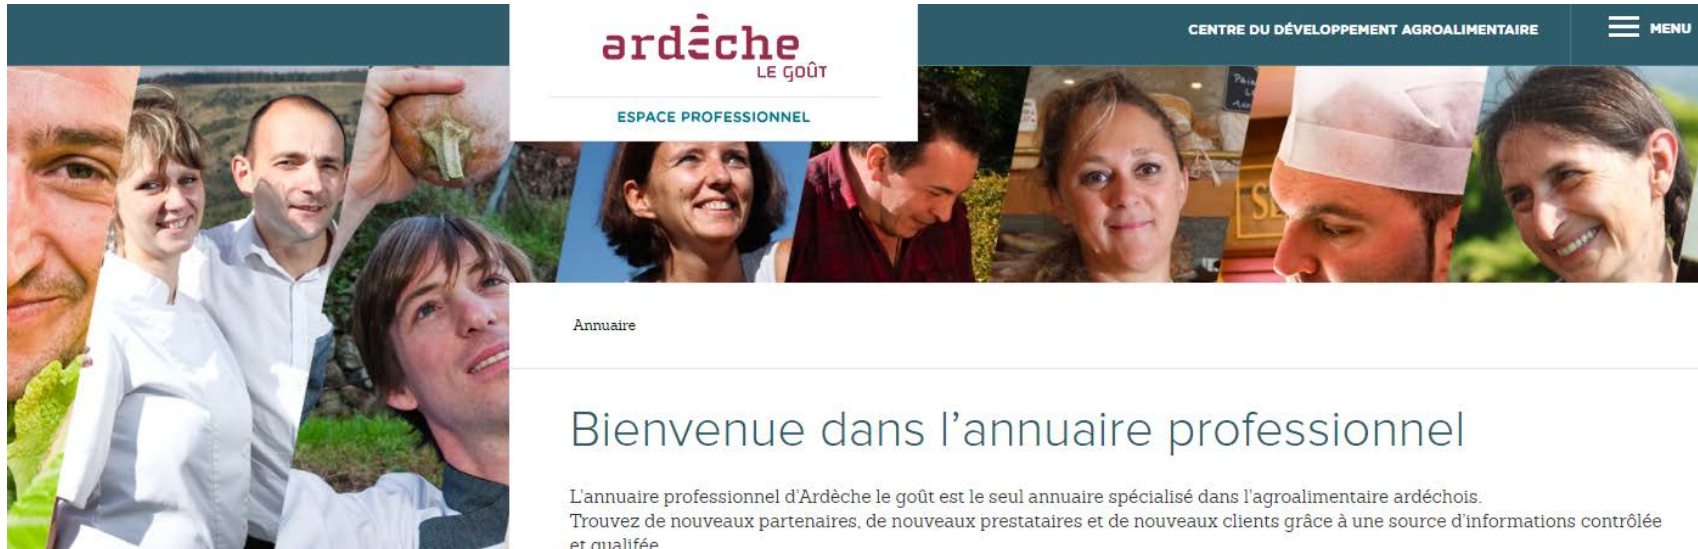 ardèche
LE GOÛT
ESPACE PROFESSIONNEL
CENTRE DU DÉVELOPPEMENT AGROALIMENTAIRE
MENU
Annuaire
Bienvenue dans l'annuaire professionnel
L'annuaire professionnel d'Ardèche le goût est le seul annuaire spécialisé dans l'agroalimentaire ardéchois.
Trouvez de nouveaux partenaires, de nouveaux prestataires et de nouveaux clients grâce à une source d'informations contrôlée
et qualifée